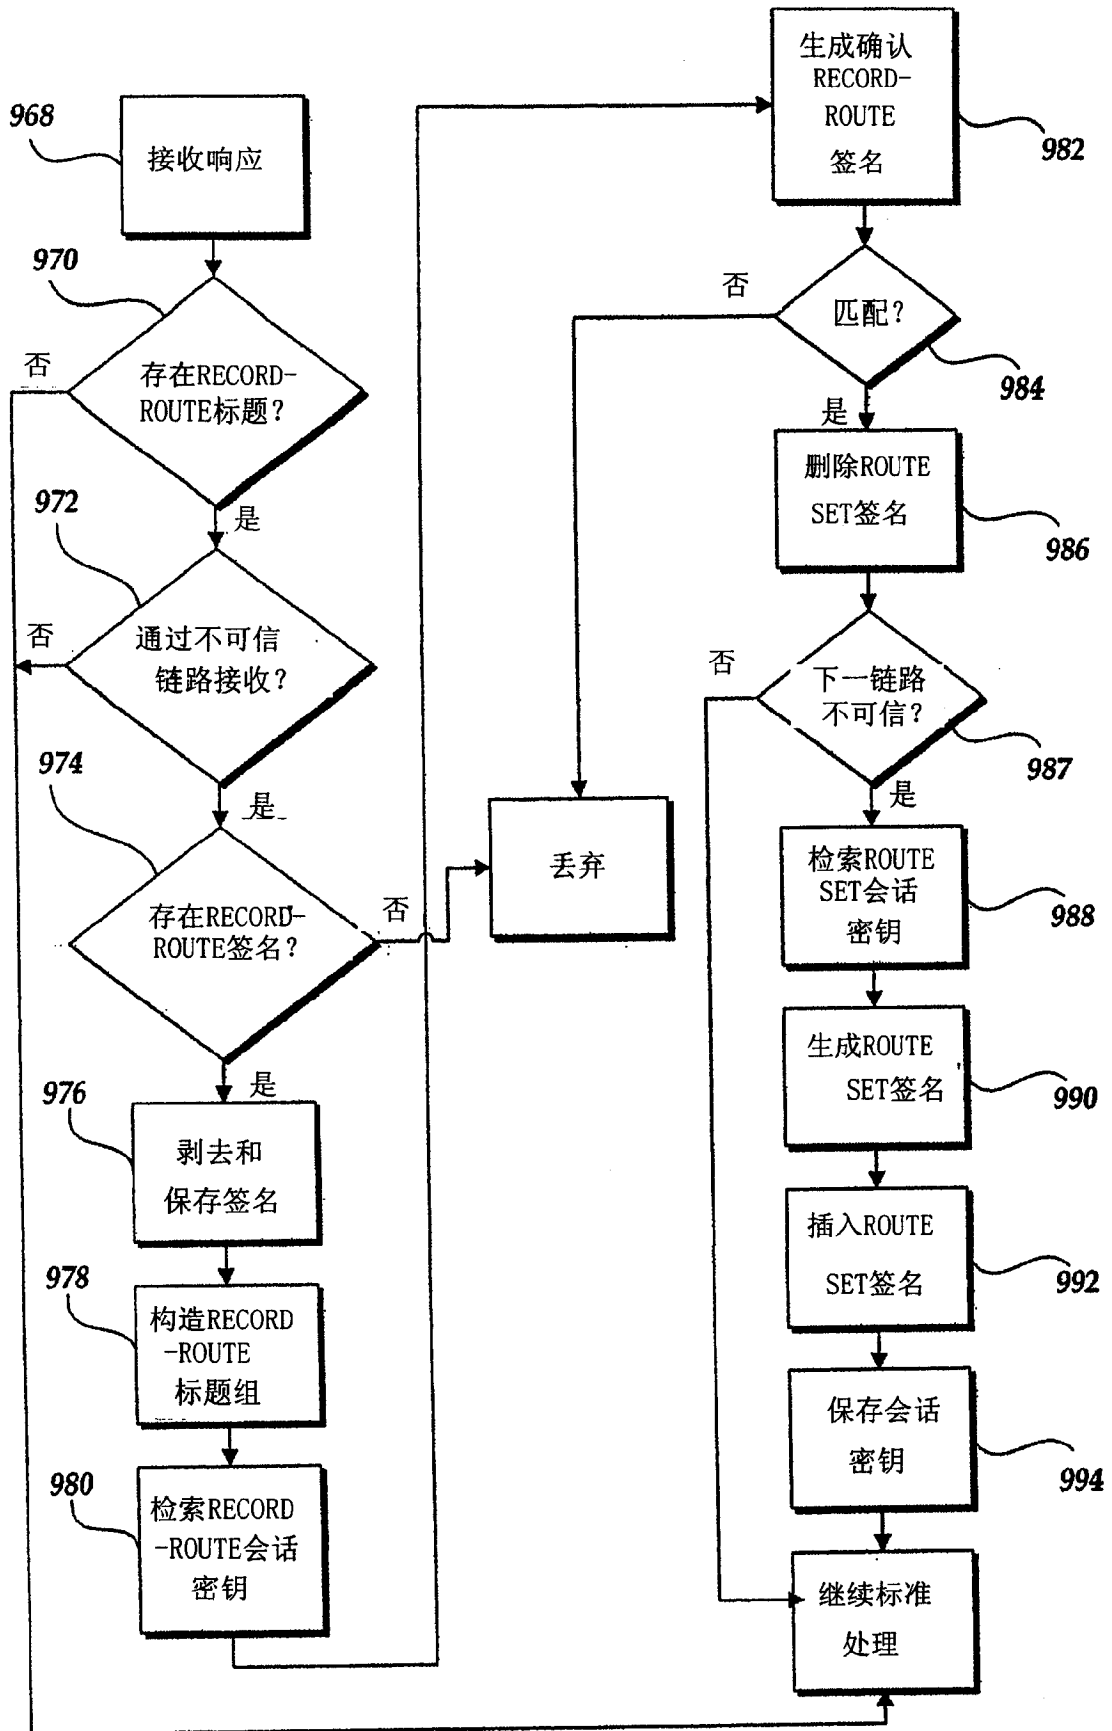 968
接收响应
970
否
存在RECORD-
ROUTE标题？
972
是
否
通过不可信
链路接收？
974
是
存在RECORD-
ROUTE签名？
否
976
是
剥去和
保存签名
978
构造RECORD
-ROUTE
标题组
980
检索RECORD
-ROUTE会话
密钥
丢弃
生成确认
RECORD-
ROUTE
签名
982
否
匹配？
984
是
删除ROUTE
SET签名
986
否
下一链路
不可信？
987
是
检索ROUTE
SET会话
密钥
988
生成ROUTE
SET签名
990
插入ROUTE
SET签名
992
保存会话
密钥
994
继续标准
处理